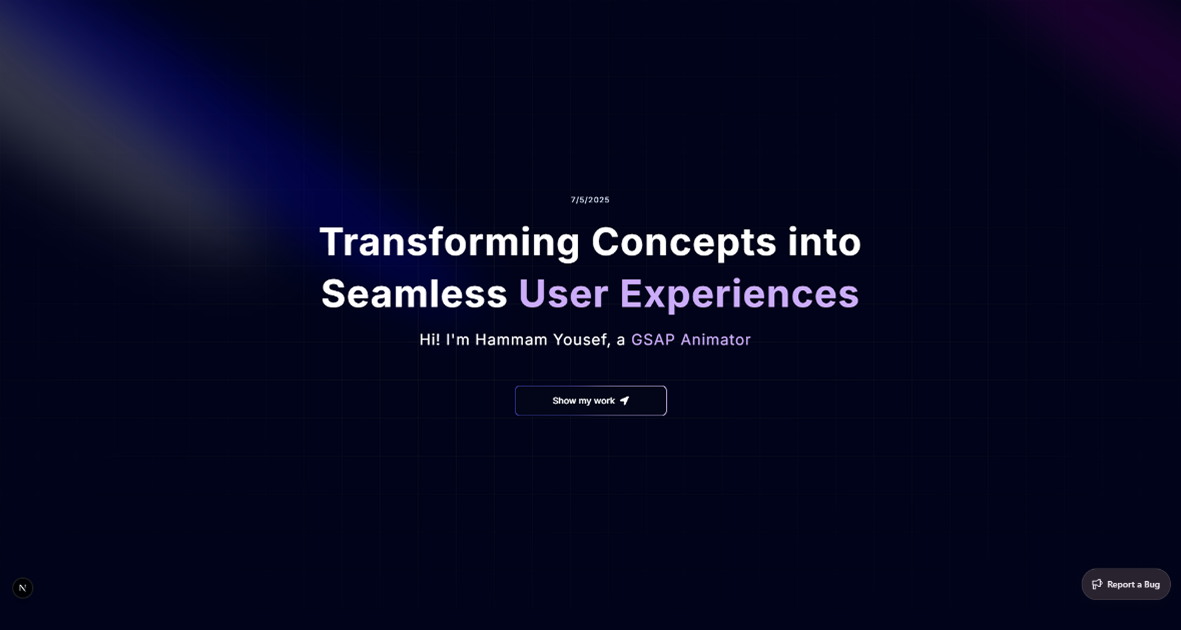 7/5/2025
Transforming Concepts into
Seamless User Experiences
Hi! I'm Hammam Yousef, a GSAP Animator
Show my work
N
Report a Bug